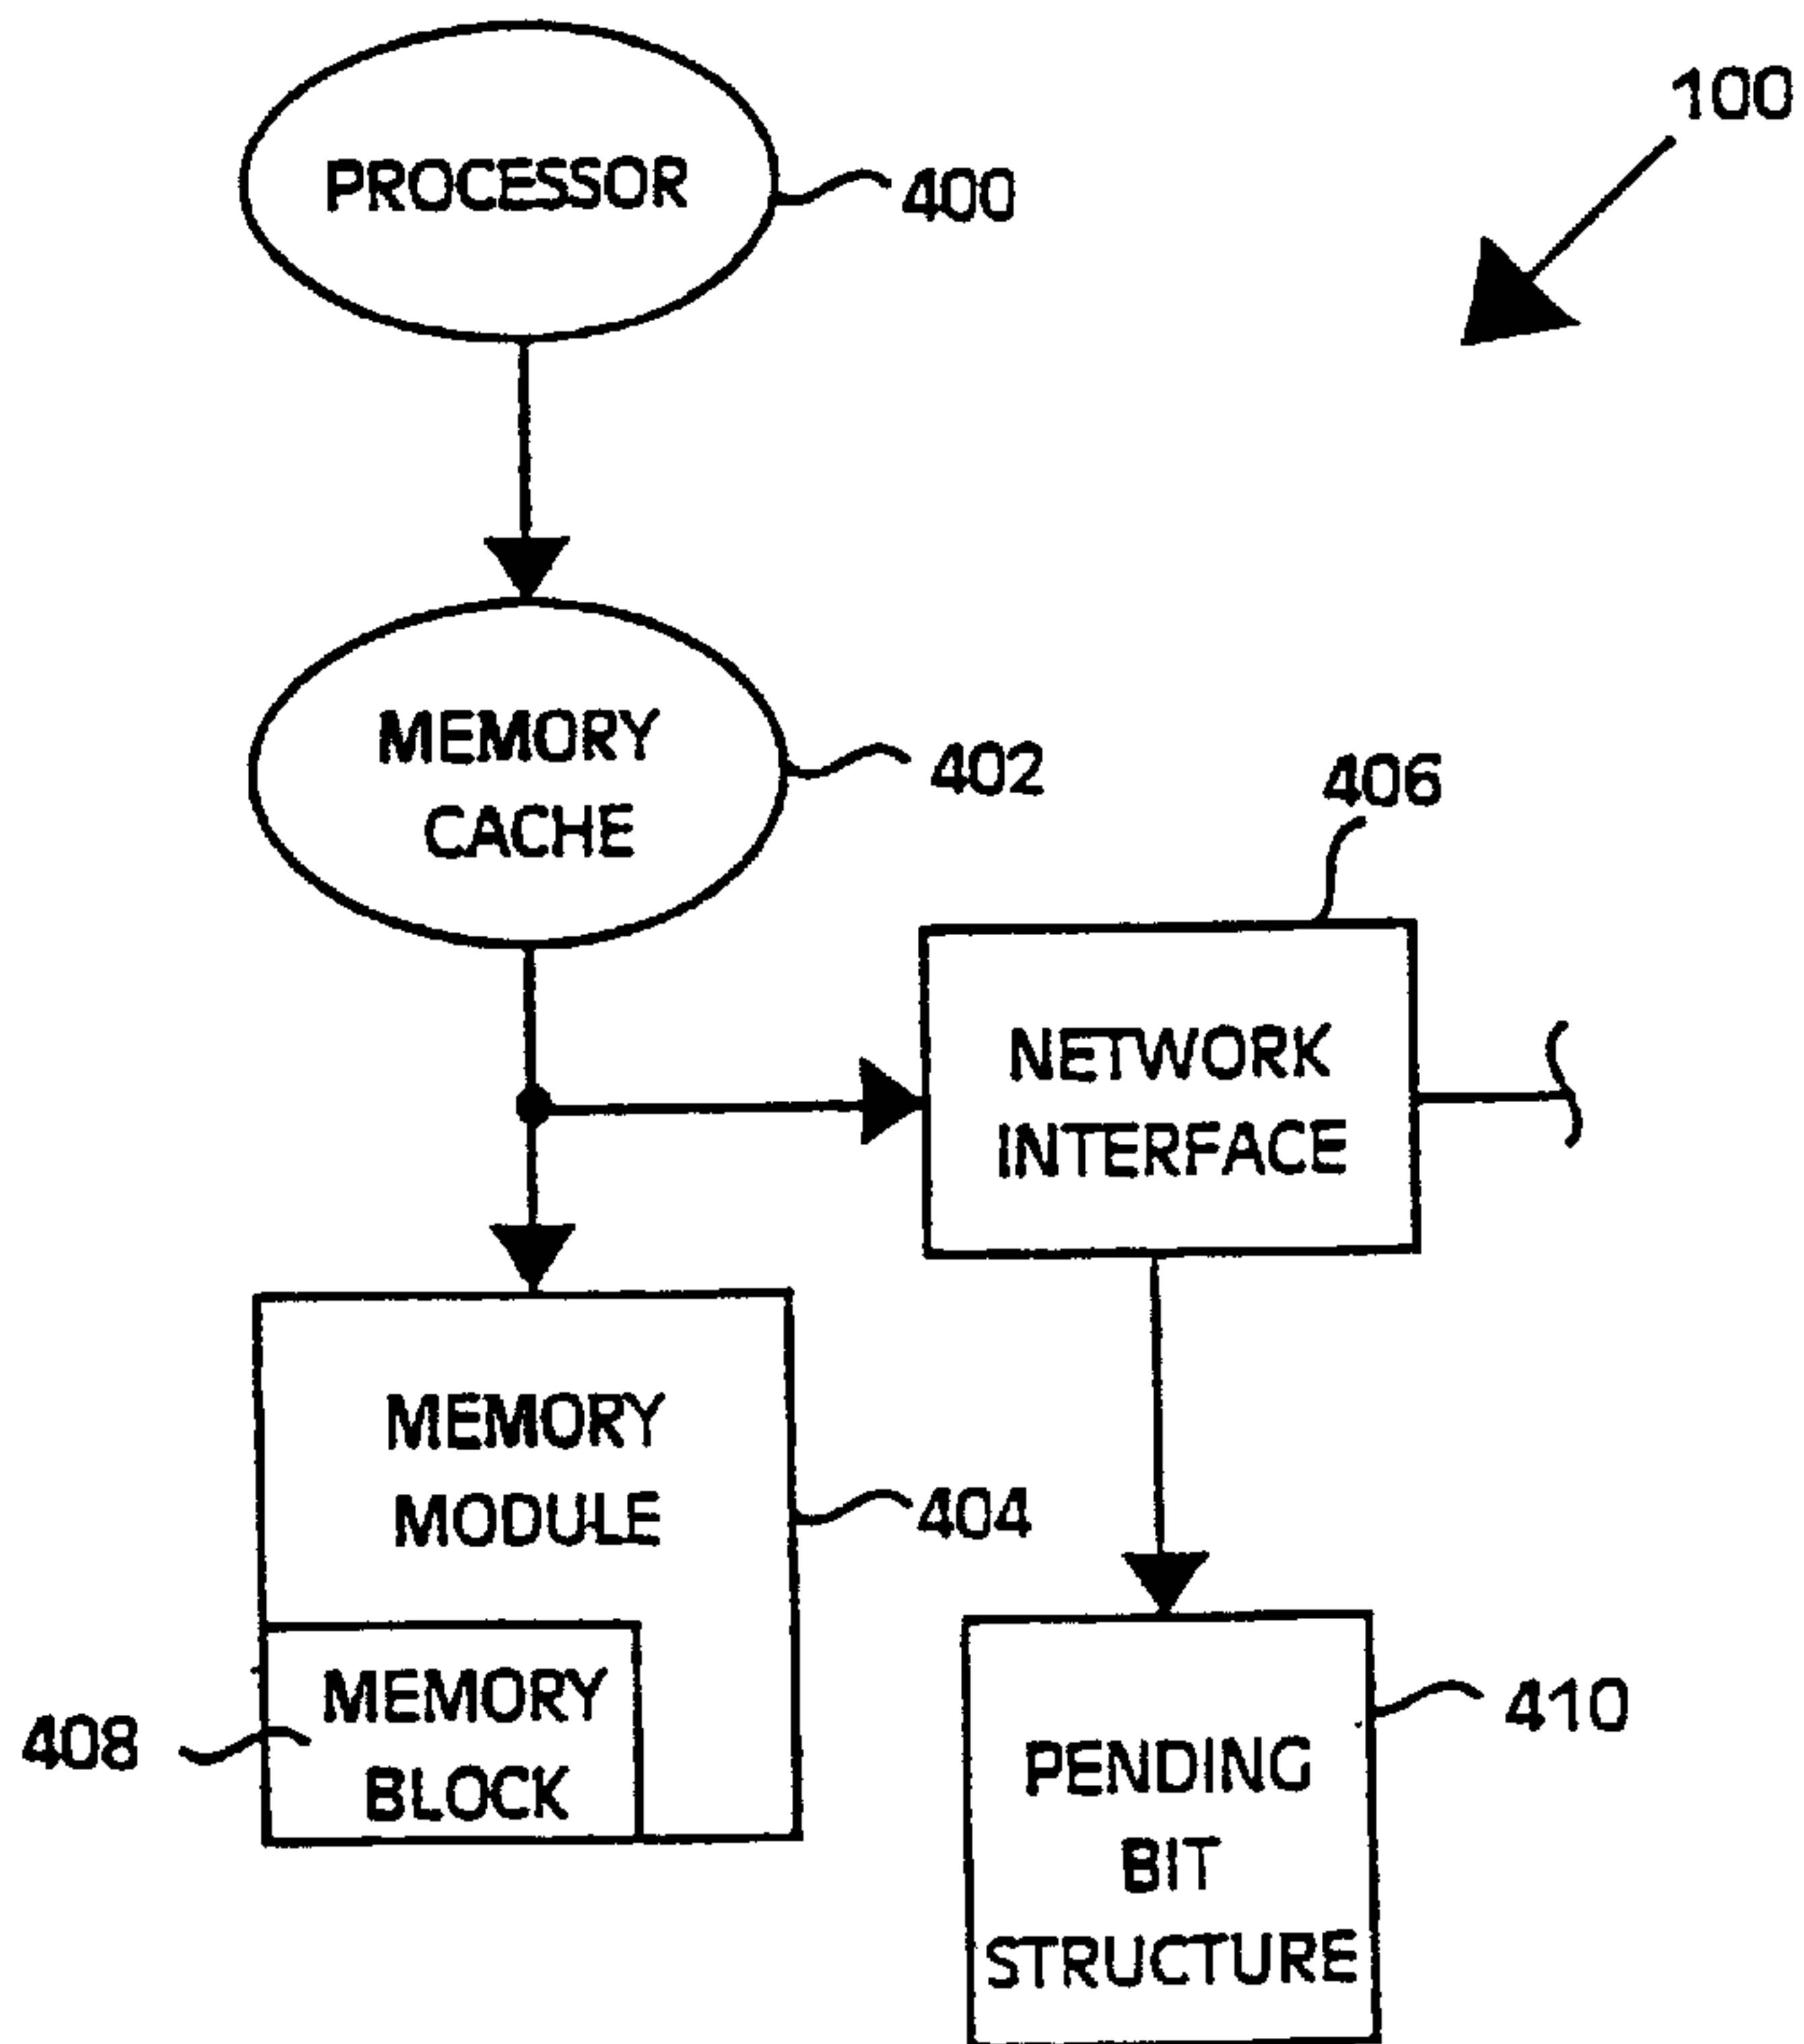 100
PROCESSOR
400
MEMORY
CACHE
402
406
NETWORK
INTERFACE
MEMORY
MODULE
404
MEMORY
BLOCK
408
410
PENDING
BIT
STRUCTURE